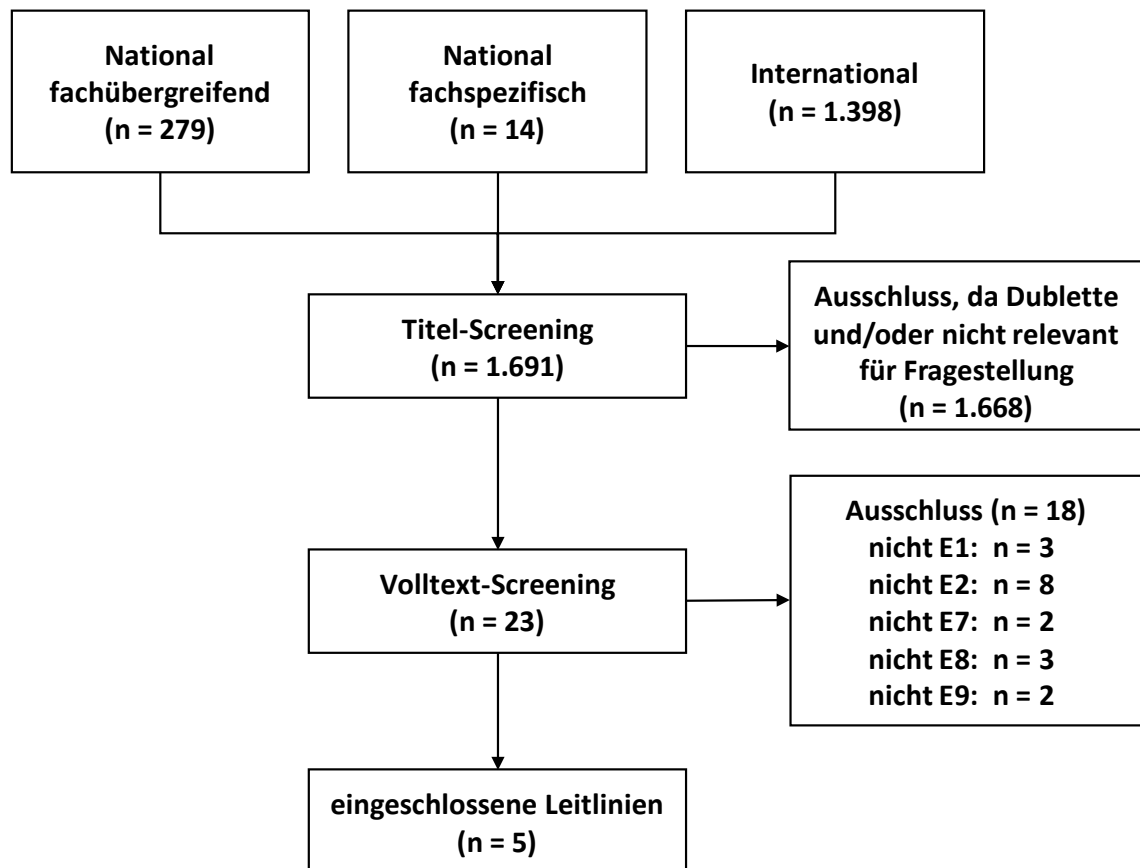 National
fachübergreifend
(n = 279)
National
fachspezifisch
(n = 14)
International
(n = 1.398)
Titel-Screening
(n = 1.691)
Ausschluss, da Dublette
und/oder nicht relevant
für Fragestellung
(n = 1.668)
Volltext-Screening
(n = 23)
Ausschluss (n = 18)
nicht E1: n = 3
nicht E2: n = 8
nicht E7: n = 2
nicht E8: n = 3
nicht E9: n = 2
eingeschlossene Leitlinien
(n = 5)